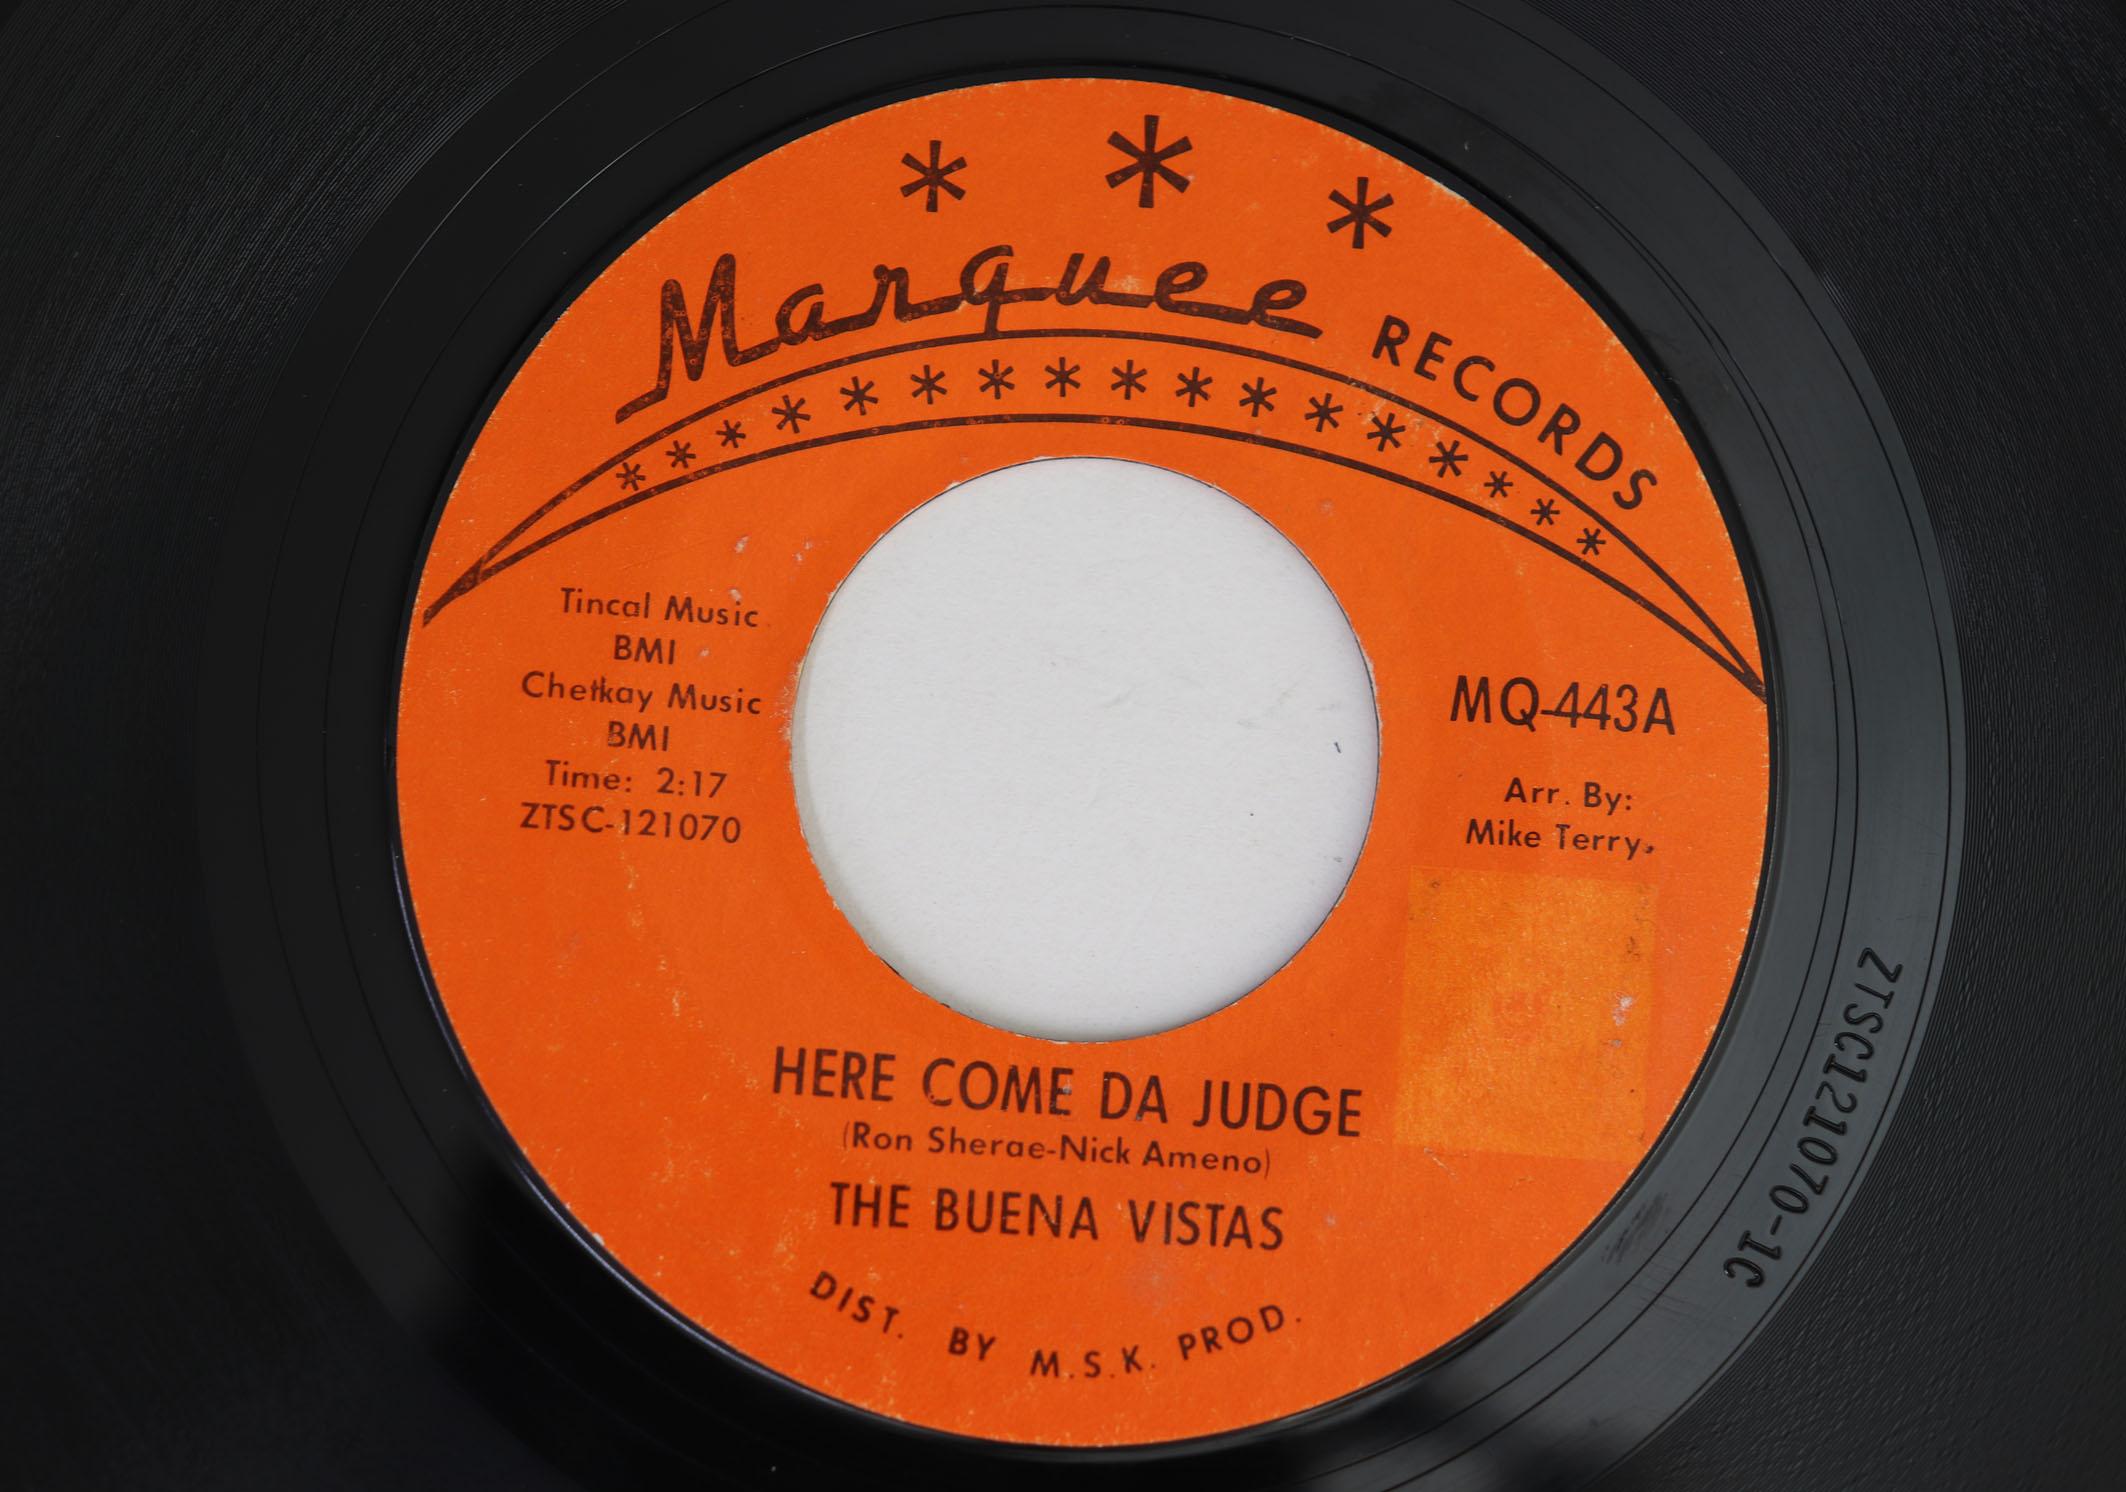 Marquee RECORDS
Tincal Music
BMI
Chetkay Music
BMI
Time: 2:17
ZTSC-121070
MQ-443A
Arr. By:
Mike Terry
HERE COME DA JUDGE
(Ron Sherae-Nick Ameno)
THE BUENA VISTAS
DIST. BY M.S.K. PROD.
ZTSC121070-1C